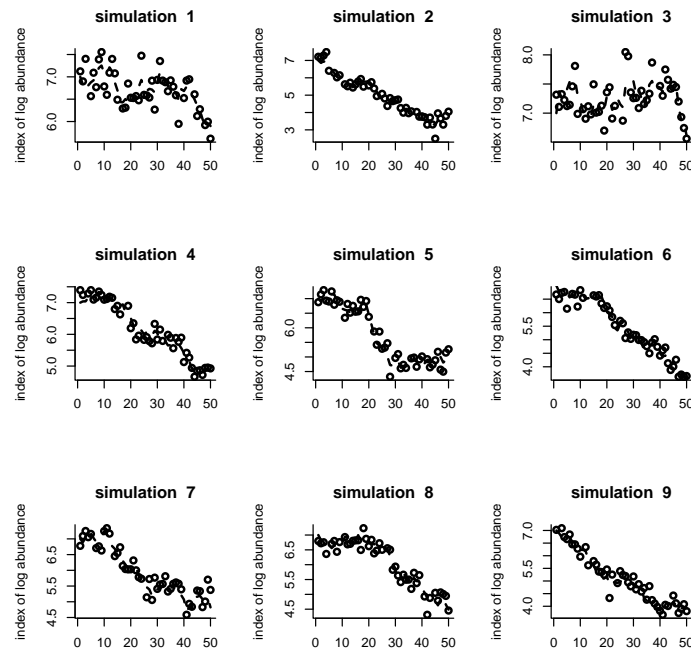 simulation 1
simulation 2
simulation 3
index of log abundance
6.0
7.0
0 10 20 30 40 50
index of log abundance
3
5
7
0 10 20 30 40 50
index of log abundance
7.0
8.0
0 10 20 30 40 50
simulation 4
simulation 5
simulation 6
index of log abundance
5.0
6.0
7.0
0 10 20 30 40 50
index of log abundance
4.5
6.0
0 10 20 30 40 50
index of log abundance
4.0
5.5
0 10 20 30 40 50
simulation 7
simulation 8
simulation 9
index of log abundance
4.5
5.5
6.5
0 10 20 30 40 50
index of log abundance
4.5
5.5
6.5
0 10 20 30 40 50
index of log abundance
4.0
5.5
7.0
0 10 20 30 40 50